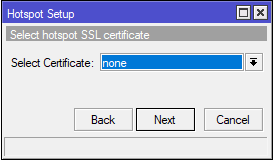 Hotspot Setup
Select hotspot SSL certificate
Select Certificate: none
Back Next Cancel